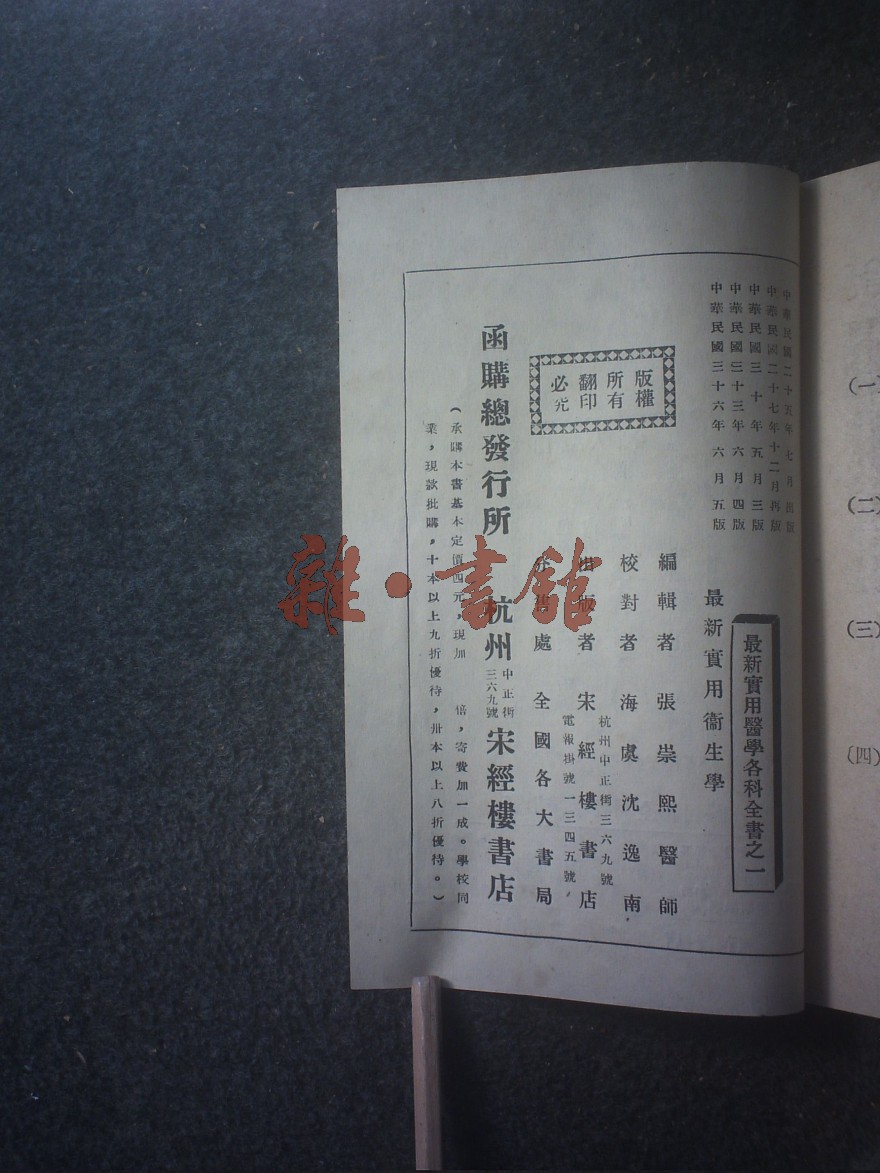 中華民國二十五年七月出版
中華民國二十七年十二月再版
中華民國三十年五月三版
中華民國三十三年六月四版
中華民國三十六年六月五版
最新實用醫學各科全書之一
最新實用衞生學
版權
所有
翻印
必究
編輯者 張崇熙醫師
校對者 海虞沈逸南
杭州中正街三六九號
出版者 宋經樓書店
電報掛號一三四五號
分售處 全國各大書局
函購總發行所 杭州 中正街三六九號 宋經樓書店
(承購本書基本定價四元,現加 倍,寄費加一成。學校同
業,現款批購,十本以上九折優待,卅本以上八折優待。)
(一)
(二)
(三)
(四)
雜·書館